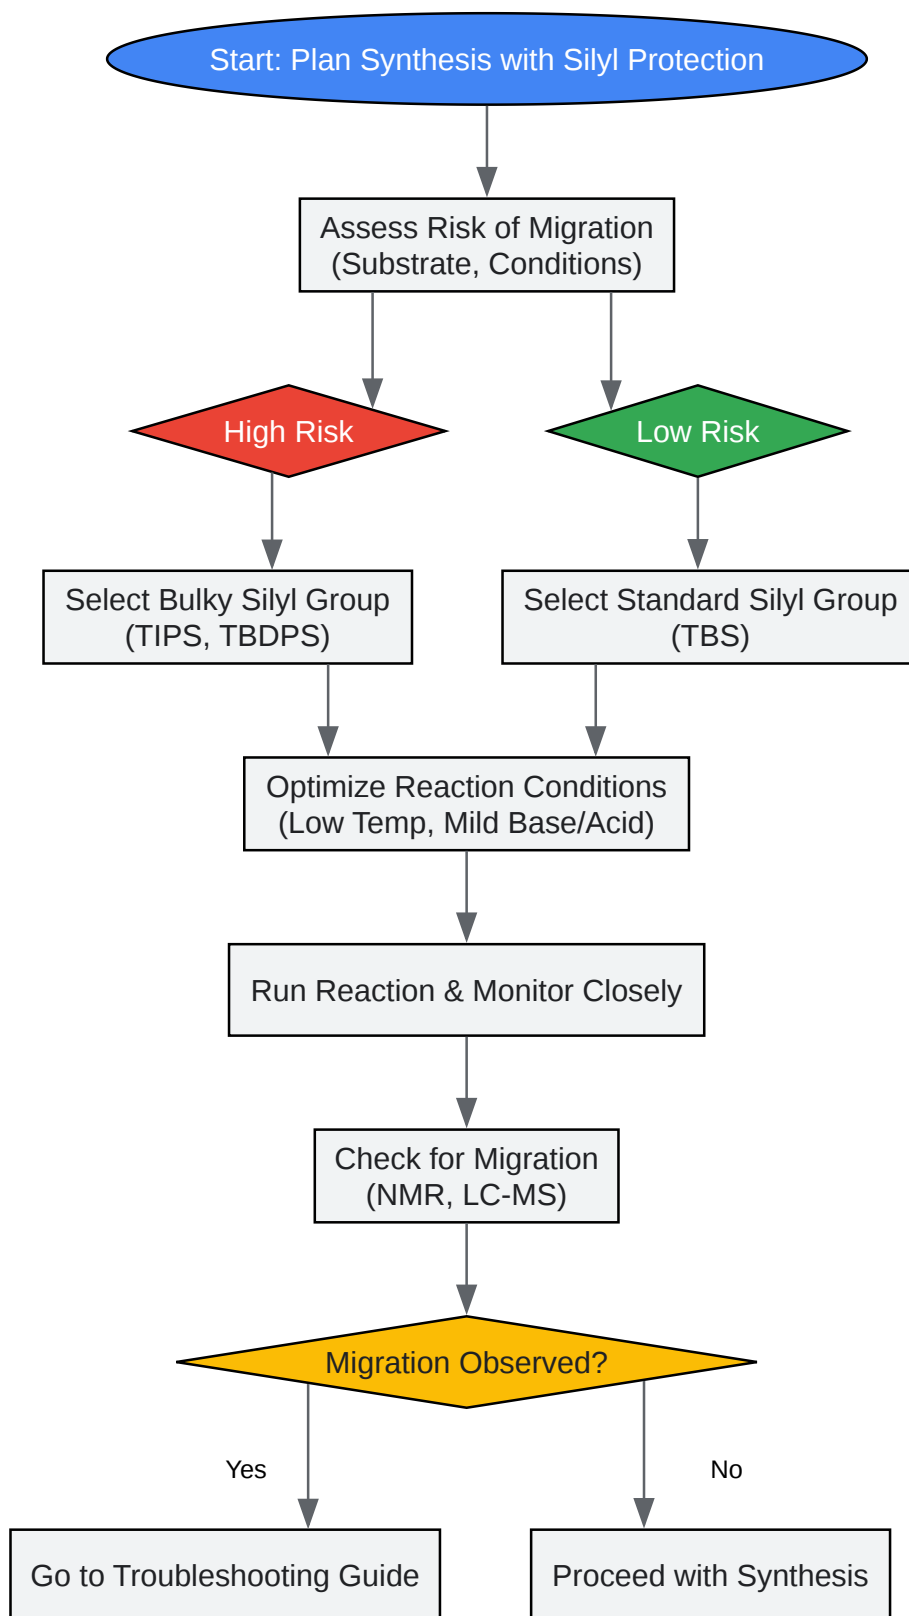 Start: Plan Synthesis with Silyl Protection
Assess Risk of Migration
(Substrate, Conditions)
High Risk
Low Risk
Select Bulky Silyl Group
(TIPS, TBDPS)
Select Standard Silyl Group
(TBS)
Optimize Reaction Conditions
(Low Temp, Mild Base/Acid)
Run Reaction & Monitor Closely
Check for Migration
(NMR, LC-MS)
Migration Observed?
Yes
No
Go to Troubleshooting Guide
Proceed with Synthesis